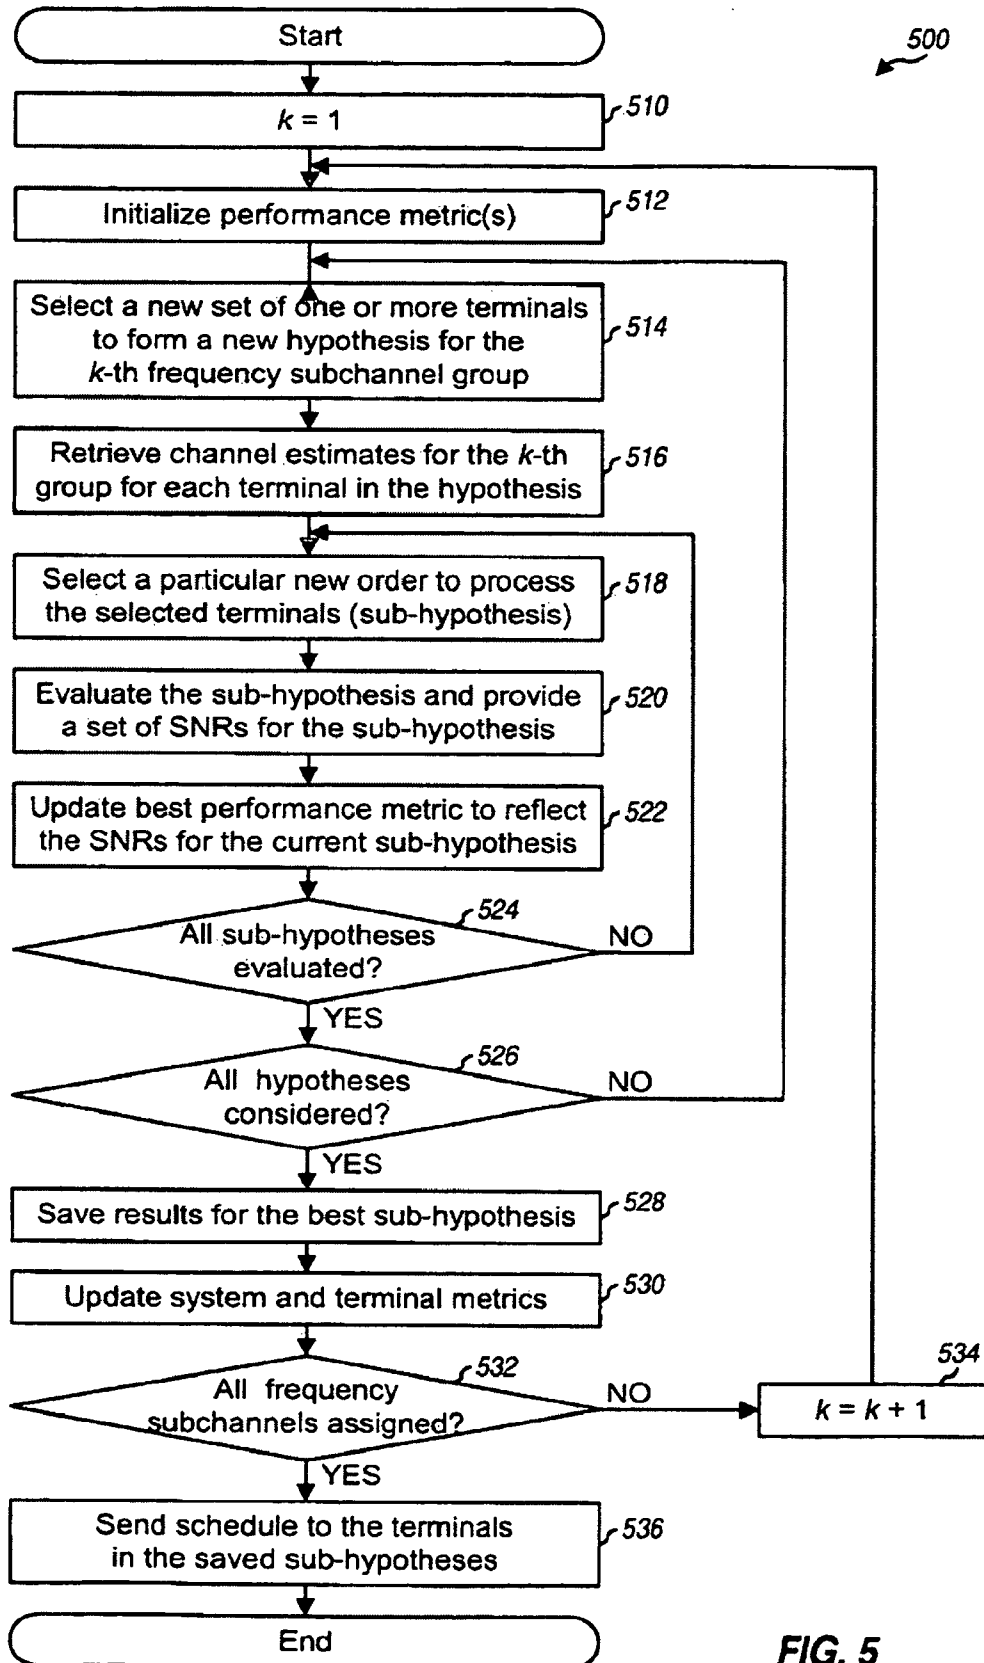 Start
500
k = 1
510
Initialize performance metric(s)
512
Select a new set of one or more terminals
to form a new hypothesis for the
k-th frequency subchannel group
514
Retrieve channel estimates for the k-th
group for each terminal in the hypothesis
516
Select a particular new order to process
the selected terminals (sub-hypothesis)
518
Evaluate the sub-hypothesis and provide
a set of SNRs for the sub-hypothesis
520
Update best performance metric to reflect
the SNRs for the current sub-hypothesis
522
524
All sub-hypotheses
evaluated?
NO
YES
526
All hypotheses
considered?
NO
YES
Save results for the best sub-hypothesis
528
Update system and terminal metrics
530
532
All frequency
subchannels assigned?
NO
534
k = k + 1
YES
Send schedule to the terminals
in the saved sub-hypotheses
536
End
FIG. 5